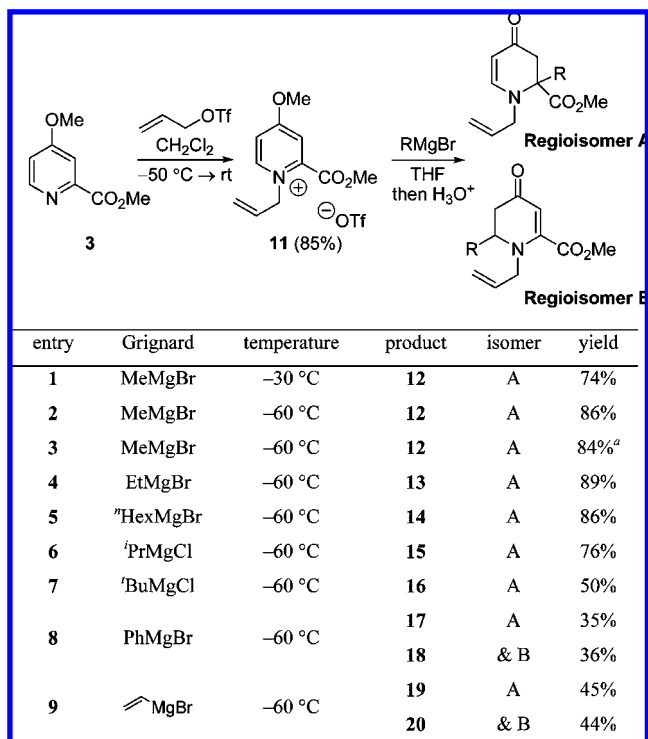 O
R
N
CO₂Me
Regioisomer A
OMe
N
CO₂Me
3
OTf
CH₂Cl₂
–50 °C → rt
OMe
N
⊕
CO₂Me
⊖OTf
11 (85%)
RMgBr
THF
then H₃O⁺
O
R
N
CO₂Me
Regioisomer
entry Grignard temperature product isomer yield
1 MeMgBr –30 °C 12 A 74%
2 MeMgBr –60 °C 12 A 86%
3 MeMgBr –60 °C 12 A 84%ᵃ
4 EtMgBr –60 °C 13 A 89%
5 ⁿHexMgBr –60 °C 14 A 86%
6 ⁱPrMgCl –60 °C 15 A 76%
7 ᵗBuMgCl –60 °C 16 A 50%
8 PhMgBr –60 °C 17 A 35%
18 & B 36%
9 MgBr –60 °C 19 A 45%
20 & B 44%